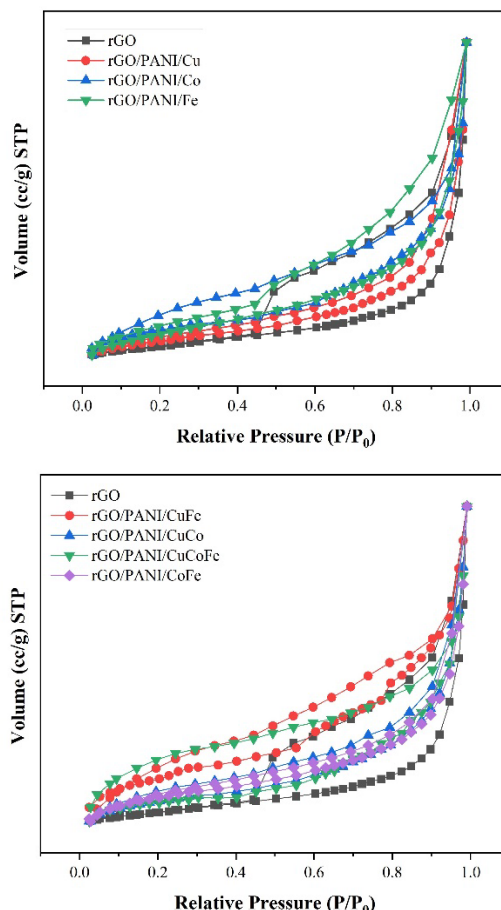 rGO
rGO/PANI/Cu
rGO/PANI/Co
rGO/PANI/Fe
Volume (cc/g) STP
0.0 0.2 0.4 0.6 0.8 1.0
Relative Pressure (P/P₀)
rGO
rGO/PANI/CuFe
rGO/PANI/CuCo
rGO/PANI/CuCoFe
rGO/PANI/CoFe
Volume (cc/g) STP
0.0 0.2 0.4 0.6 0.8 1.0
Relative Pressure (P/P₀)